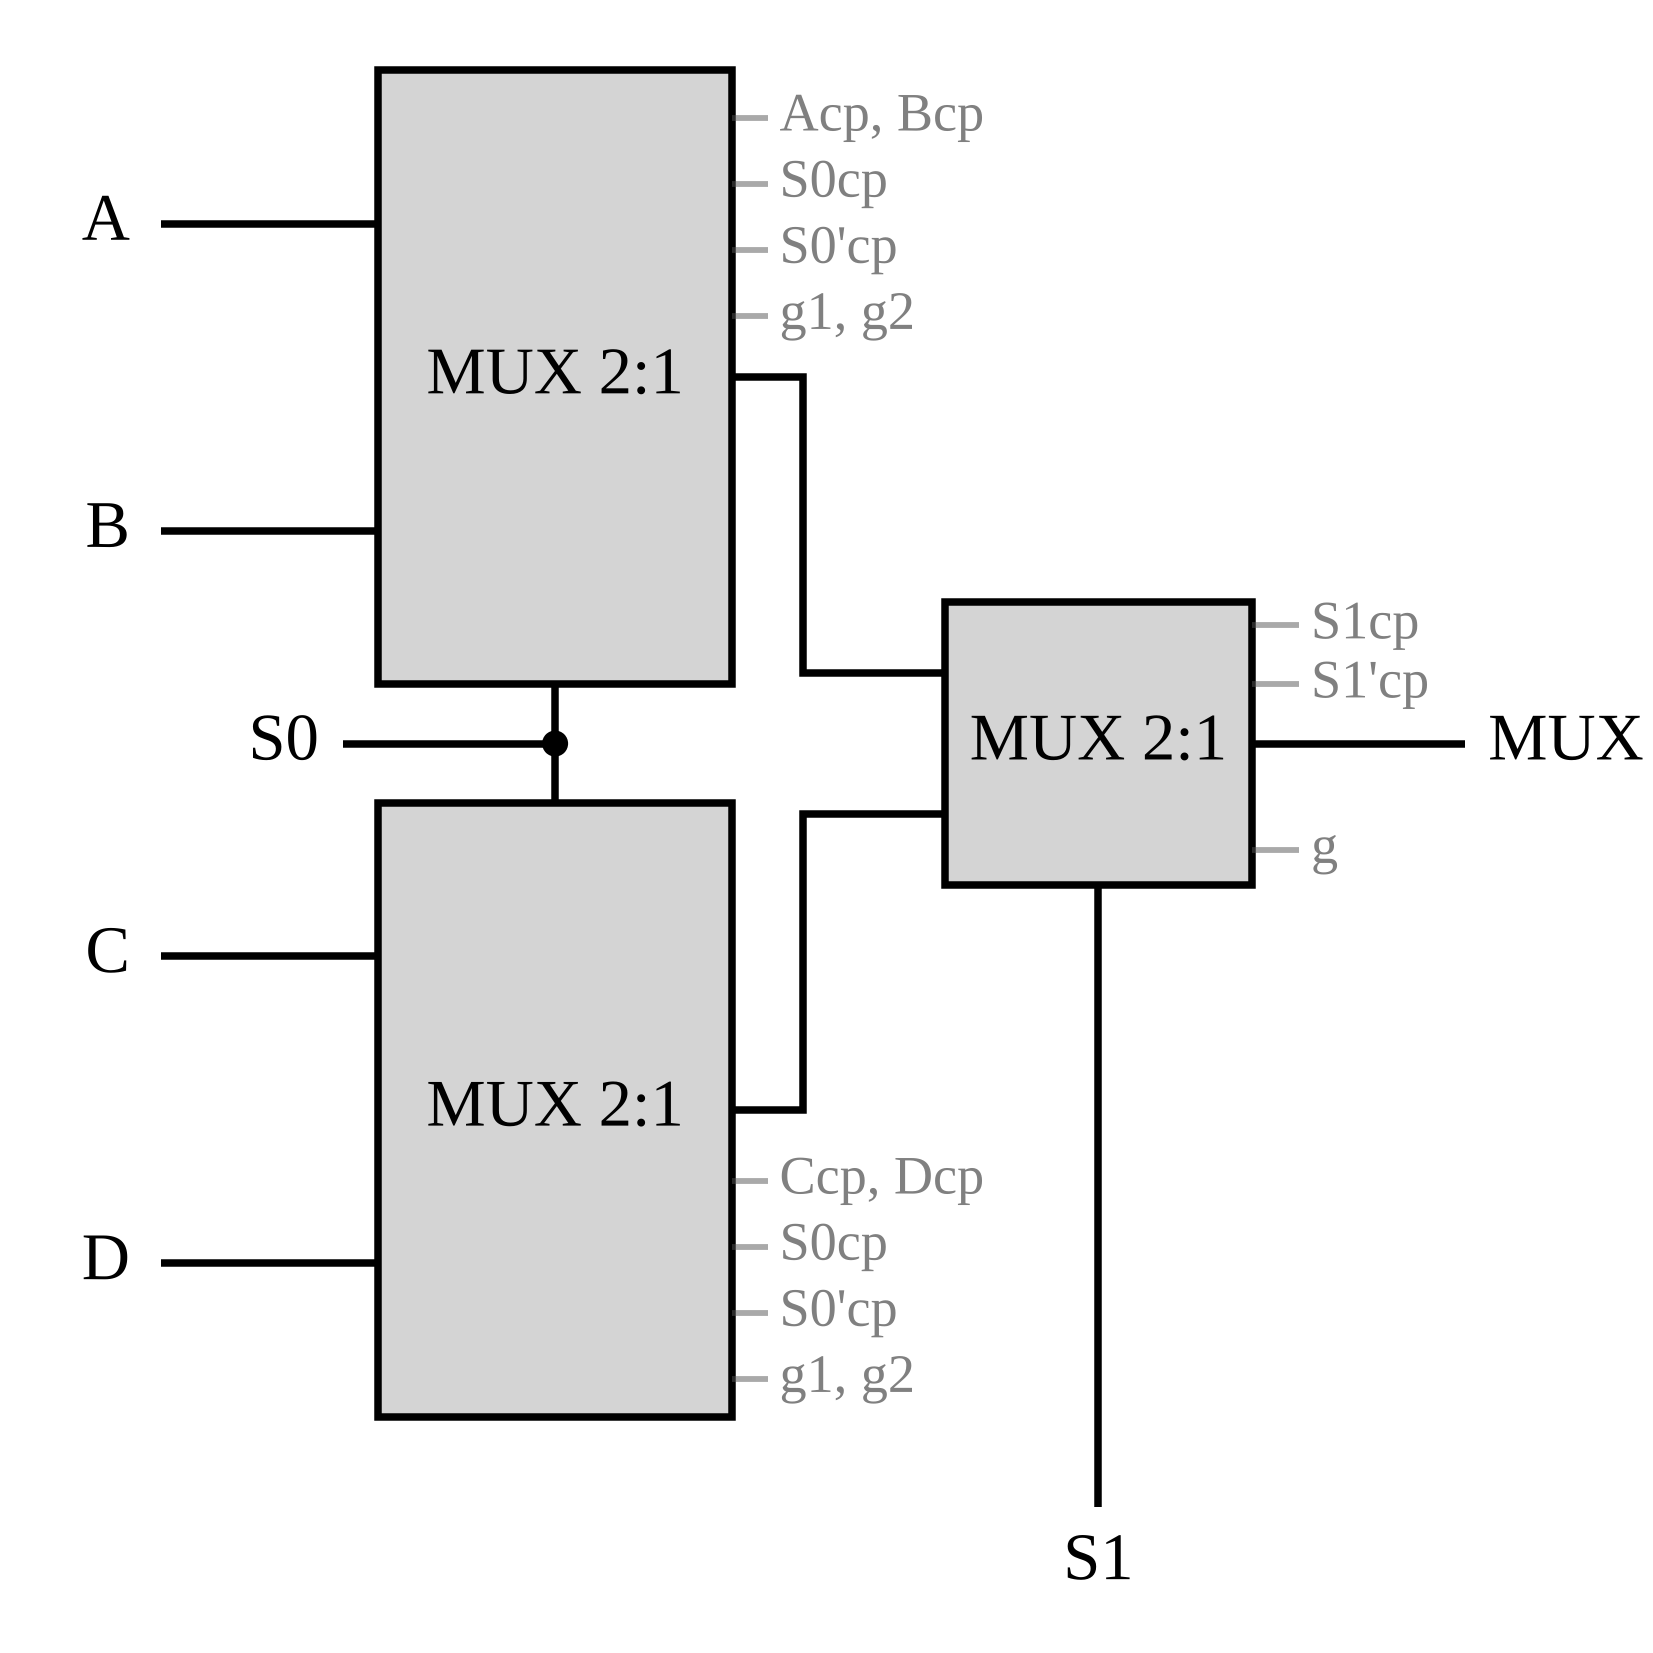 Acp, Bcp
S0cp
A
S0'cp
g1, g2
MUX 2:1
B
S1cp
S1'cp
S0
MUX 2:1
MUX
g
C
MUX 2:1
Ccp, Dcp
S0cp
D
S0'cp
g1, g2
S1